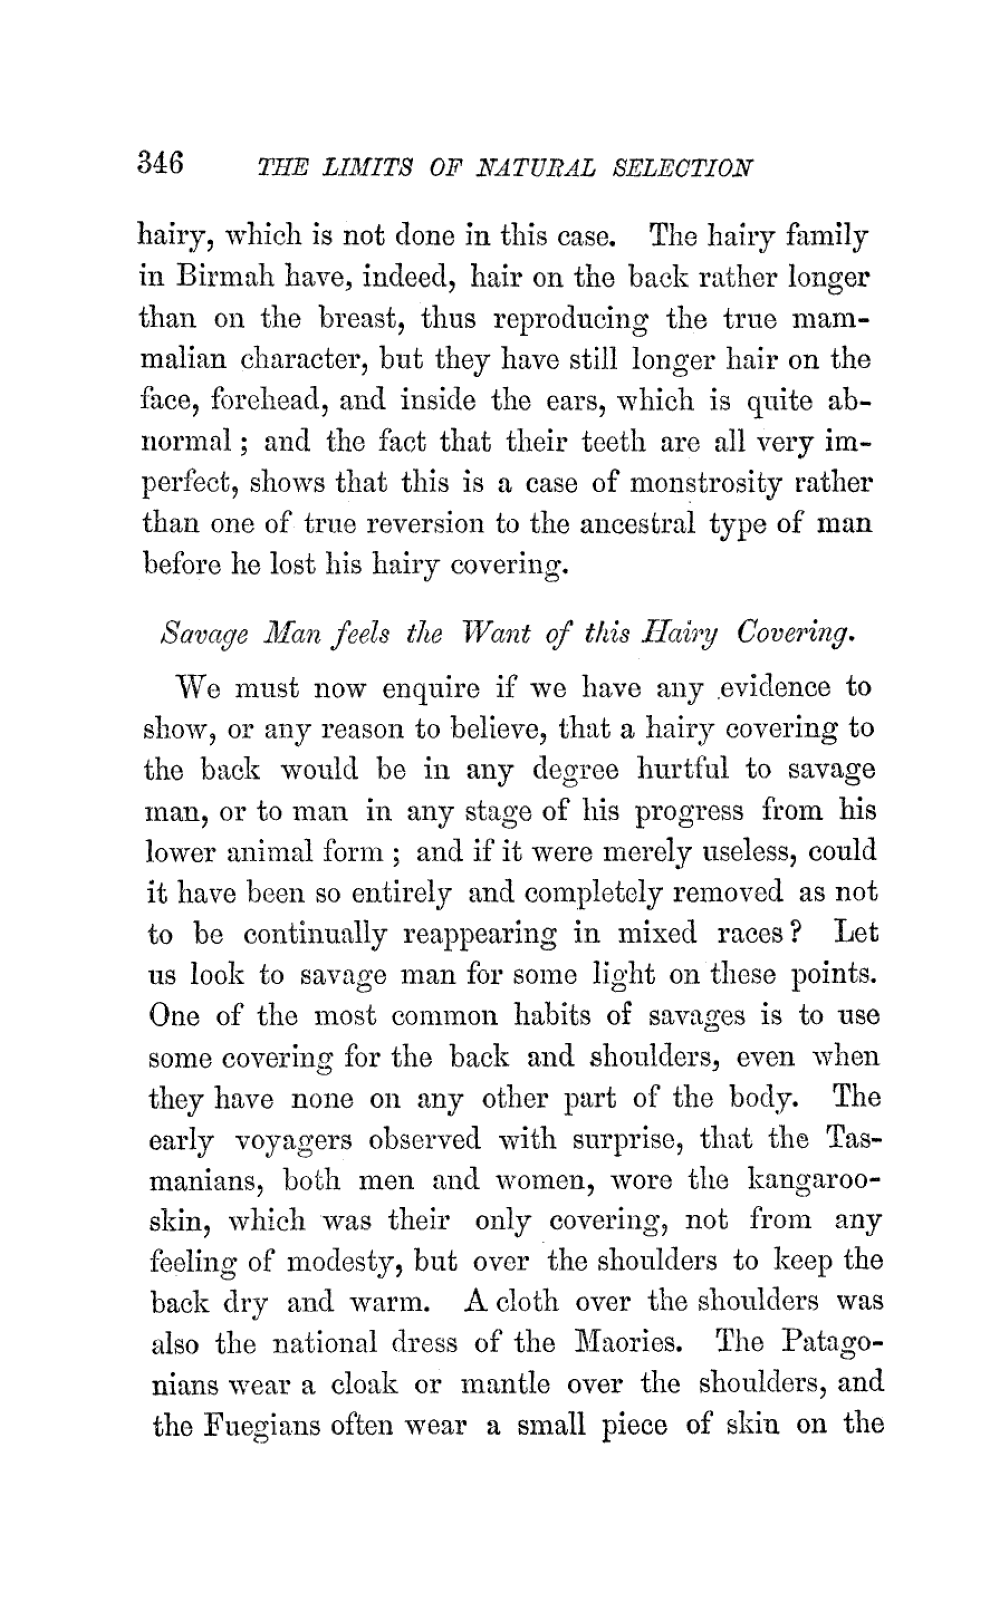 346 THE LIMITS OF NATURAL SELECTION
hairy, which is not done in this case. The hairy family
in Birmah have, indeed, hair on the back rather longer
than on the breast, thus reproducing the true mam-
malian character, but they have still longer hair on the
face, forehead, and inside the ears, which is quite ab-
normal ; and the fact that their teeth are all very im-
perfect, shows that this is a case of monstrosity rather
than one of true reversion to the ancestral type of man
before he lost his hairy covering.
Savage Man feels the Want of this Hairy Covering.
We must now enquire if we have any evidence to
show, or any reason to believe, that a hairy covering to
the back would be in any degree hurtful to savage
man, or to man in any stage of his progress from his
lower animal form ; and if it were merely useless, could
it have been so entirely and completely removed as not
to be continually reappearing in mixed races? Let
us look to savage man for some light on these points.
One of the most common habits of savages is to use
some covering for the back and shoulders, even when
they have none on any other part of the body. The
early voyagers observed with surprise, that the Tas-
manians, both men and women, wore the kangaroo-
skin, which was their only covering, not from any
feeling of modesty, but over the shoulders to keep the
back dry and warm. A cloth over the shoulders was
also the national dress of the Maories. The Patago-
nians wear a cloak or mantle over the shoulders, and
the Fuegians often wear a small piece of skin on the